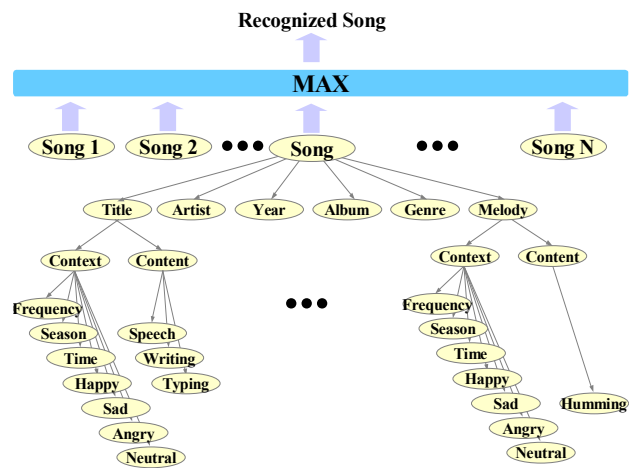 Recognized Song
MAX
Song 1 Song 2 ●●● Song ●●● Song N
Title Artist Year Album Genre Melody
Context Content Context Content
●●●
Frequency Frequency
Season Speech Season
Time Writing Time
Happy Typing Happy
Sad Sad Humming
Angry Angry
Neutral Neutral